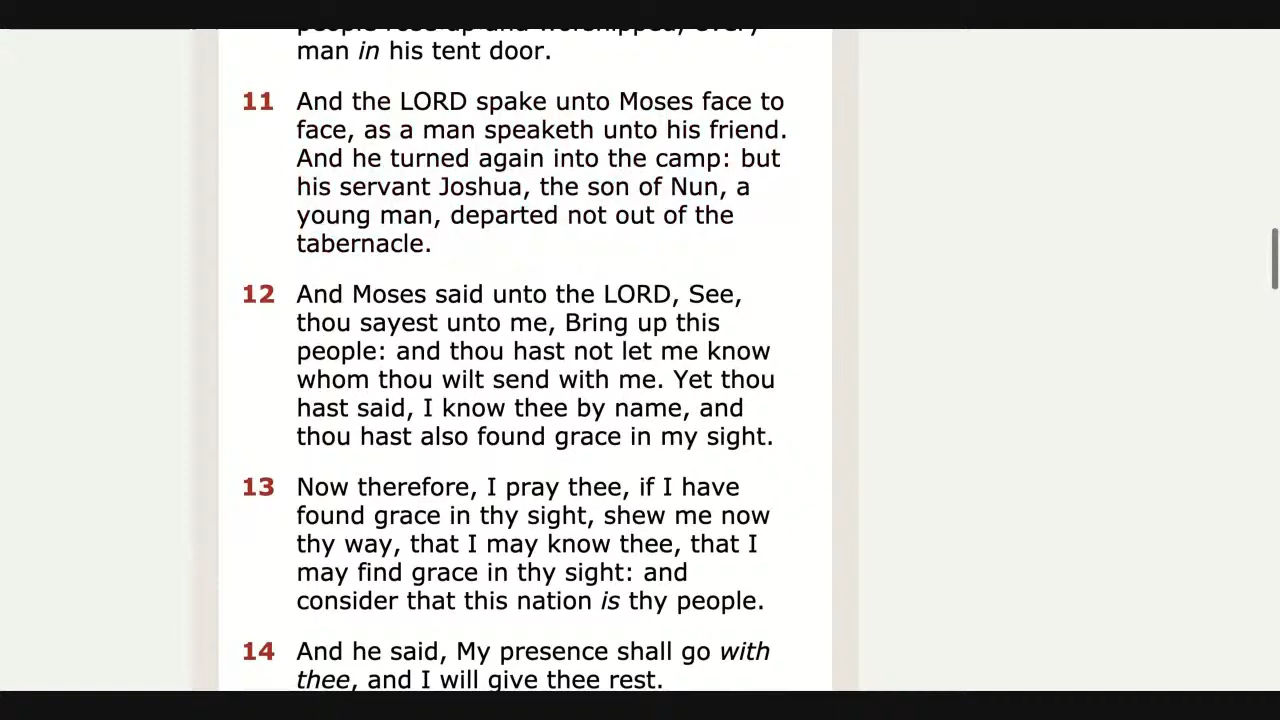 people rose up and worshipped, every
man in his tent door.
11 And the LORD spake unto Moses face to
face, as a man speaketh unto his friend.
And he turned again into the camp: but
his servant Joshua, the son of Nun, a
young man, departed not out of the
tabernacle.
12 And Moses said unto the LORD, See,
thou sayest unto me, Bring up this
people: and thou hast not let me know
whom thou wilt send with me. Yet thou
hast said, I know thee by name, and
thou hast also found grace in my sight.
13 Now therefore, I pray thee, if I have
found grace in thy sight, shew me now
thy way, that I may know thee, that I
may find grace in thy sight: and
consider that this nation is thy people.
14 And he said, My presence shall go with
thee, and I will give thee rest.